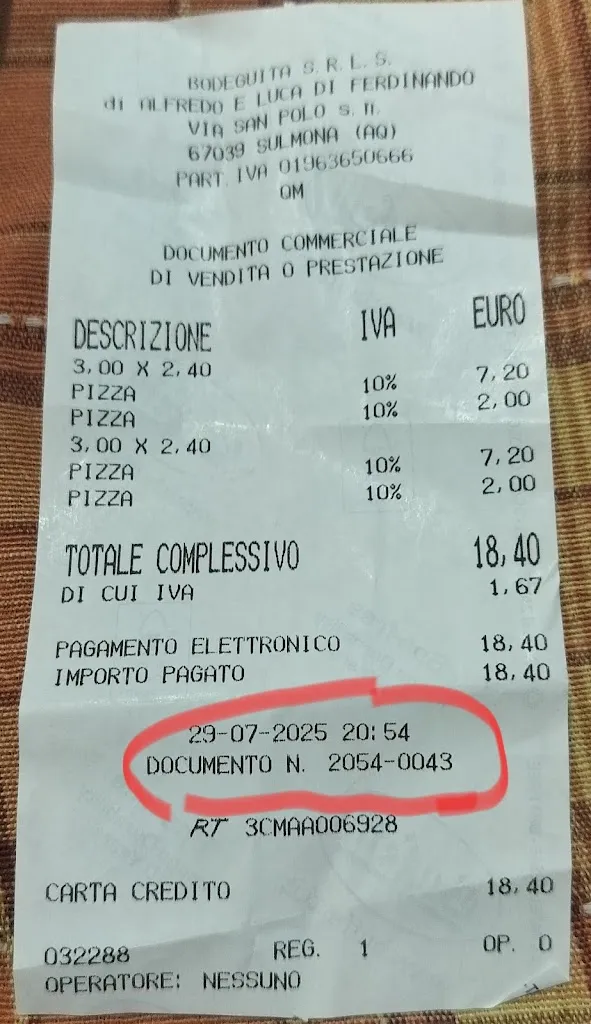 BODEGUITA S.R.L.S.
di ALFREDO E LUCA DI FERDINANDO
VIA SAN POLO s.n.
67039 SULMONA (AQ)
PART.IVA 01963650666
QM
DOCUMENTO COMMERCIALE
DI VENDITA O PRESTAZIONE
DESCRIZIONE IVA EURO
3,00 X 2,40
PIZZA 10% 7,20
PIZZA 10% 2,00
3,00 X 2,40
PIZZA 10% 7,20
PIZZA 10% 2,00
TOTALE COMPLESSIVO 18,40
DI CUI IVA 1,67
PAGAMENTO ELETTRONICO 18,40
IMPORTO PAGATO 18,40
29-07-2025 20:54
DOCUMENTO N. 2054-0043
RT 3CMAA006928
CARTA CREDITO 18,40
032288 REG. 1 OP. 0
OPERATORE: NESSUNO